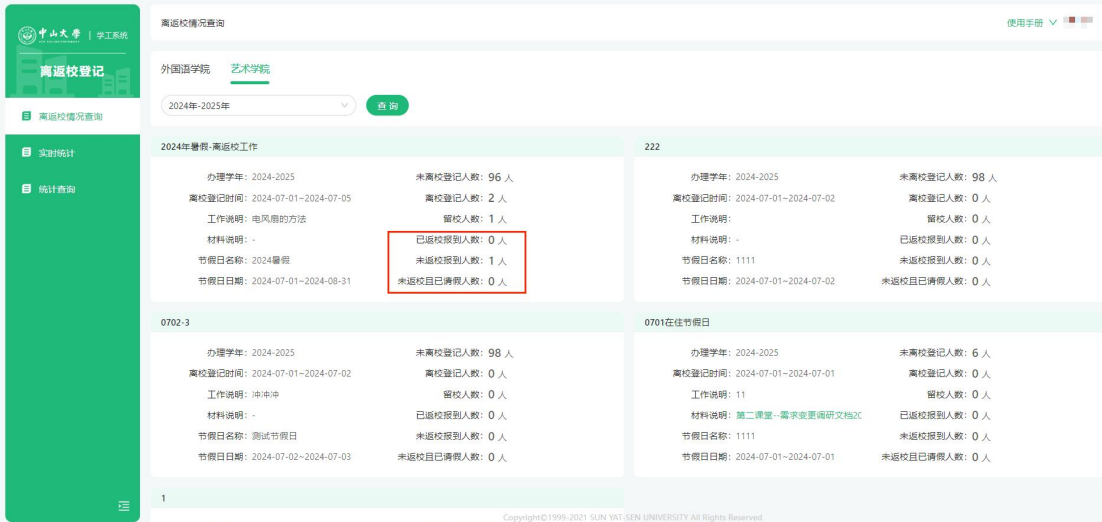 中山大学 | 学工系统
离返校登记
离返校情况查询
实时统计
统计查询
离返校情况查询
使用手册
外国语学院 艺术学院
2024年-2025年 查 询
2024年暑假-离返校工作
办理学年: 2024-2025 未离校登记人数: 96 人
离校登记时间: 2024-07-01~2024-07-05 离校登记人数: 2 人
工作说明: 电风扇的方法 留校人数: 1 人
材料说明: - 已返校报到人数: 0 人
节假日名称: 2024暑假 未返校报到人数: 1 人
节假日日期: 2024-07-01~2024-08-31 未返校且已请假人数: 0 人
222
办理学年: 2024-2025 未离校登记人数: 98 人
离校登记时间: 2024-07-01~2024-07-02 离校登记人数: 0 人
工作说明: 留校人数: 0 人
材料说明: - 已返校报到人数: 0 人
节假日名称: 1111 未返校报到人数: 0 人
节假日日期: 2024-07-01~2024-07-02 未返校且已请假人数: 0 人
0702-3
办理学年: 2024-2025 未离校登记人数: 98 人
离校登记时间: 2024-07-01~2024-07-02 离校登记人数: 0 人
工作说明: 冲冲冲 留校人数: 0 人
材料说明: - 已返校报到人数: 0 人
节假日名称: 测试节假日 未返校报到人数: 0 人
节假日日期: 2024-07-02~2024-07-03 未返校且已请假人数: 0 人
0701在住节假日
办理学年: 2024-2025 未离校登记人数: 6 人
离校登记时间: 2024-07-01~2024-07-01 离校登记人数: 0 人
工作说明: 11 留校人数: 0 人
材料说明: 第二课堂--需求变更调研文档2C 已返校报到人数: 0 人
节假日名称: 1111 未返校报到人数: 0 人
节假日日期: 2024-07-01~2024-07-01 未返校且已请假人数: 0 人
1
Copyright©1999-2021 SUN YAT-SEN UNIVERSITY All Rights Reserved.